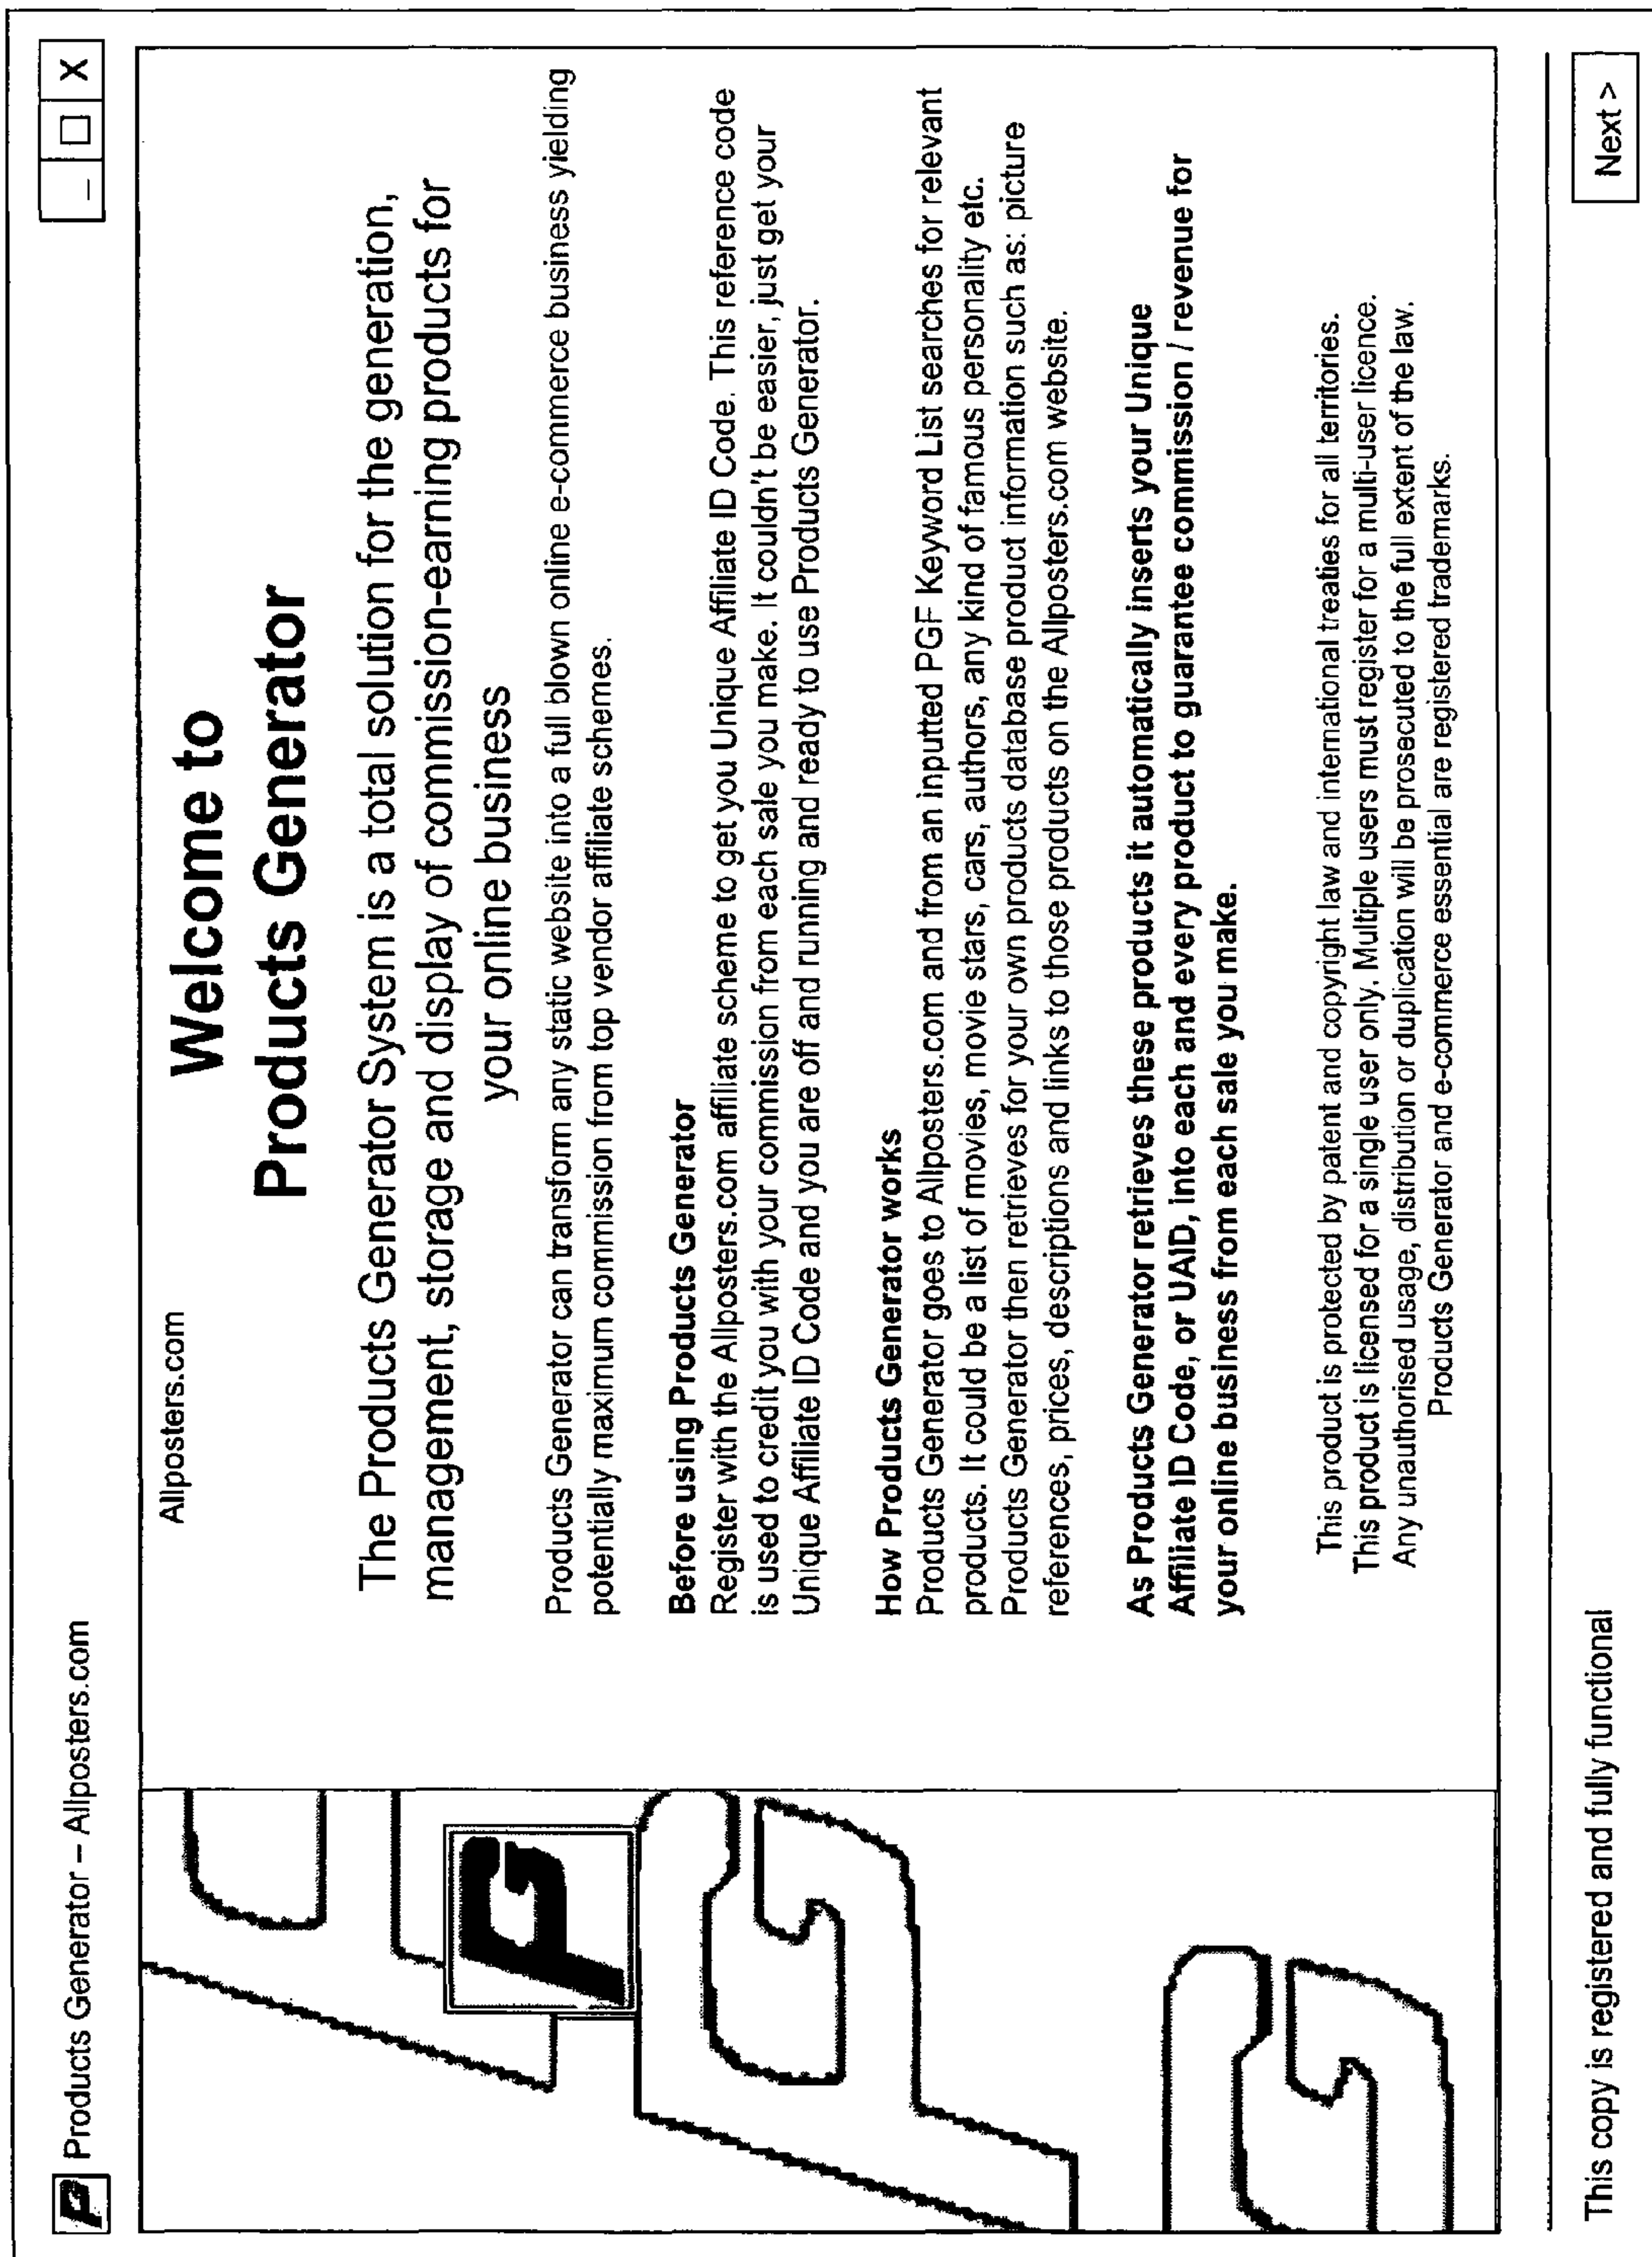 Products Generator – Allposters.com
_ □ X
Allposters.com
Welcome to
Products Generator
The Products Generator System is a total solution for the generation,
management, storage and display of commission-earning products for
your online business
Products Generator can transform any static website into a full blown online e-commerce business yielding
potentially maximum commission from top vendor affiliate schemes.
Before using Products Generator
Register with the Allposters.com affiliate scheme to get you Unique Affiliate ID Code. This reference code
is used to credit you with your commission from each sale you make. It couldn't be easier, just get your
Unique Affiliate ID Code and you are off and running and ready to use Products Generator.
How Products Generator works
Products Generator goes to Allposters.com and from an inputted PGF Keyword List searches for relevant
products. It could be a list of movies, movie stars, cars, authors, any kind of famous personality etc.
Products Generator then retrieves for your own products database product information such as: picture
references, prices, descriptions and links to those products on the Allposters.com website.
As Products Generator retrieves these products it automatically inserts your Unique
Affiliate ID Code, or UAID, into each and every product to guarantee commission / revenue for
your online business from each sale you make.
This product is protected by patent and copyright law and international treaties for all territories.
This product is licensed for a single user only. Multiple users must register for a multi-user licence.
Any unauthorised usage, distribution or duplication will be prosecuted to the full extent of the law.
Products Generator and e-commerce essential are registered trademarks.
This copy is registered and fully functional
Next >